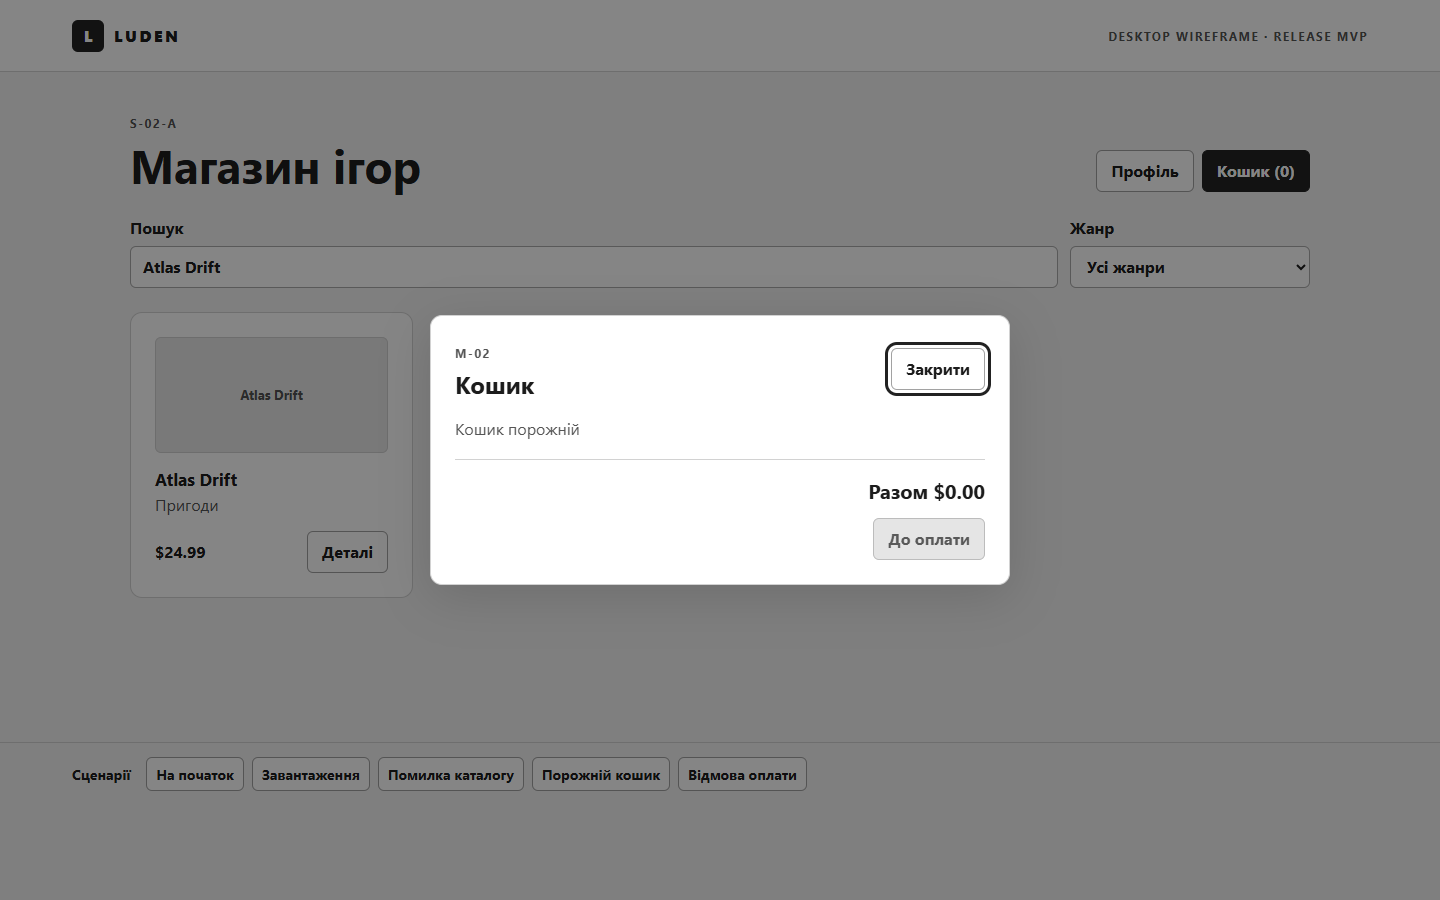 L LUDEN
DESKTOP WIREFRAME · RELEASE MVP
S-02-A
Магазин ігор
Профіль
Кошик (0)
Пошук
Жанр
Atlas Drift
Усі жанри
Atlas Drift
Atlas Drift
Пригоди
$24.99
Деталі
M-02
Кошик
Закрити
Кошик порожній
Разом $0.00
До оплати
Сценарії
На початок
Завантаження
Помилка каталогу
Порожній кошик
Відмова оплати